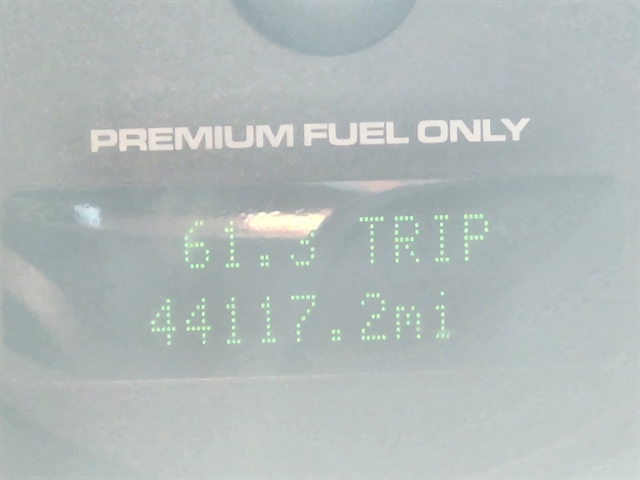 PREMIUM FUEL ONLY
61.3 TRIP
44117.2mi